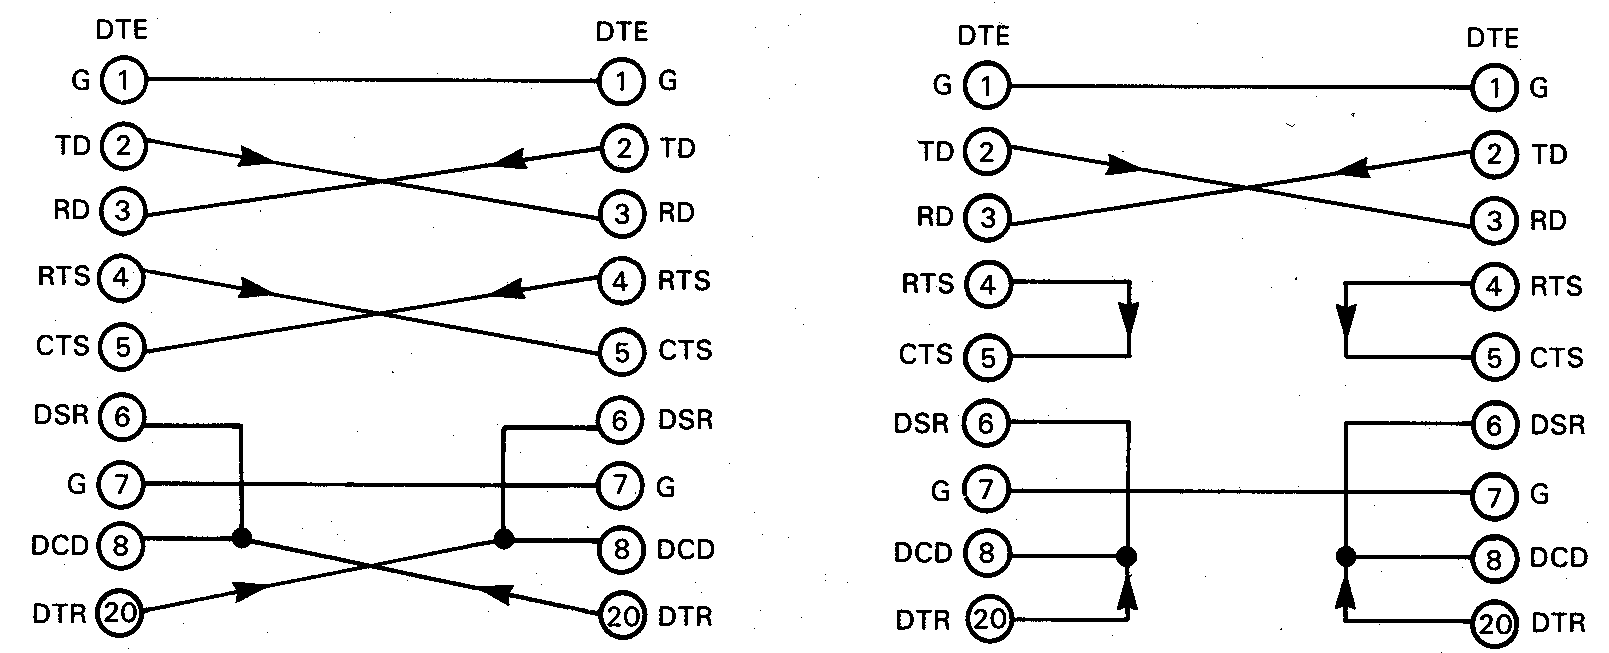 DTE DTE
G 1 1 G
TD 2 2 TD
RD 3 3 RD
RTS 4 4 RTS
CTS 5 5 CTS
DSR 6 6 DSR
G 7 7 G
DCD 8 8 DCD
DTR 20 20 DTR
DTE DTE
G 1 1 G
TD 2 2 TD
RD 3 3 RD
RTS 4 4 RTS
CTS 5 5 CTS
DSR 6 6 DSR
G 7 7 G
DCD 8 8 DCD
DTR 20 20 DTR